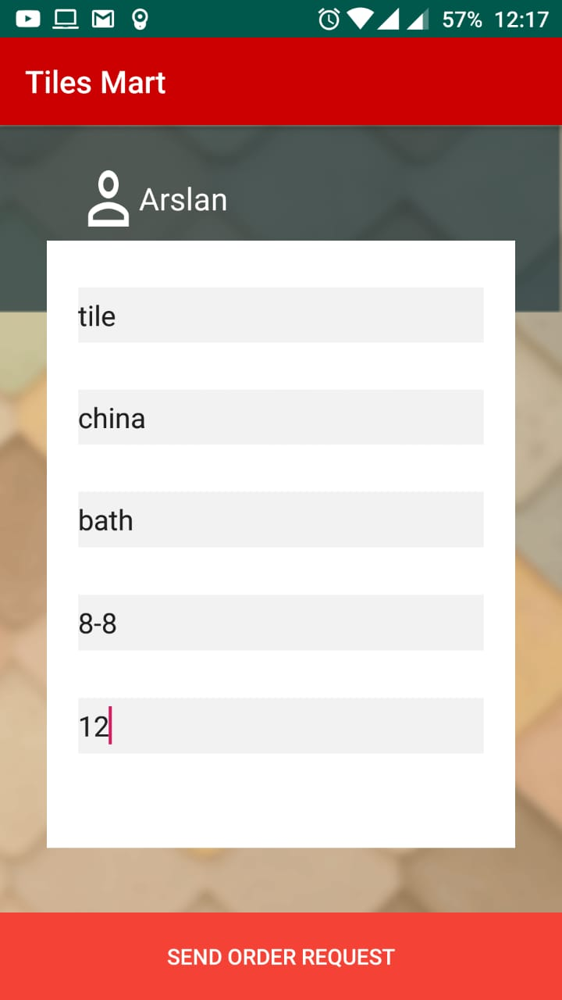 57% 12:17
Tiles Mart
Arslan
tile
china
bath
8-8
12
SEND ORDER REQUEST